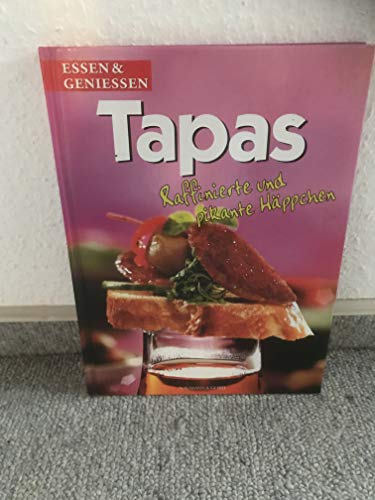 ESSEN &
GENIESSEN
Tapas
Raffinierte und
pikante Häppchen